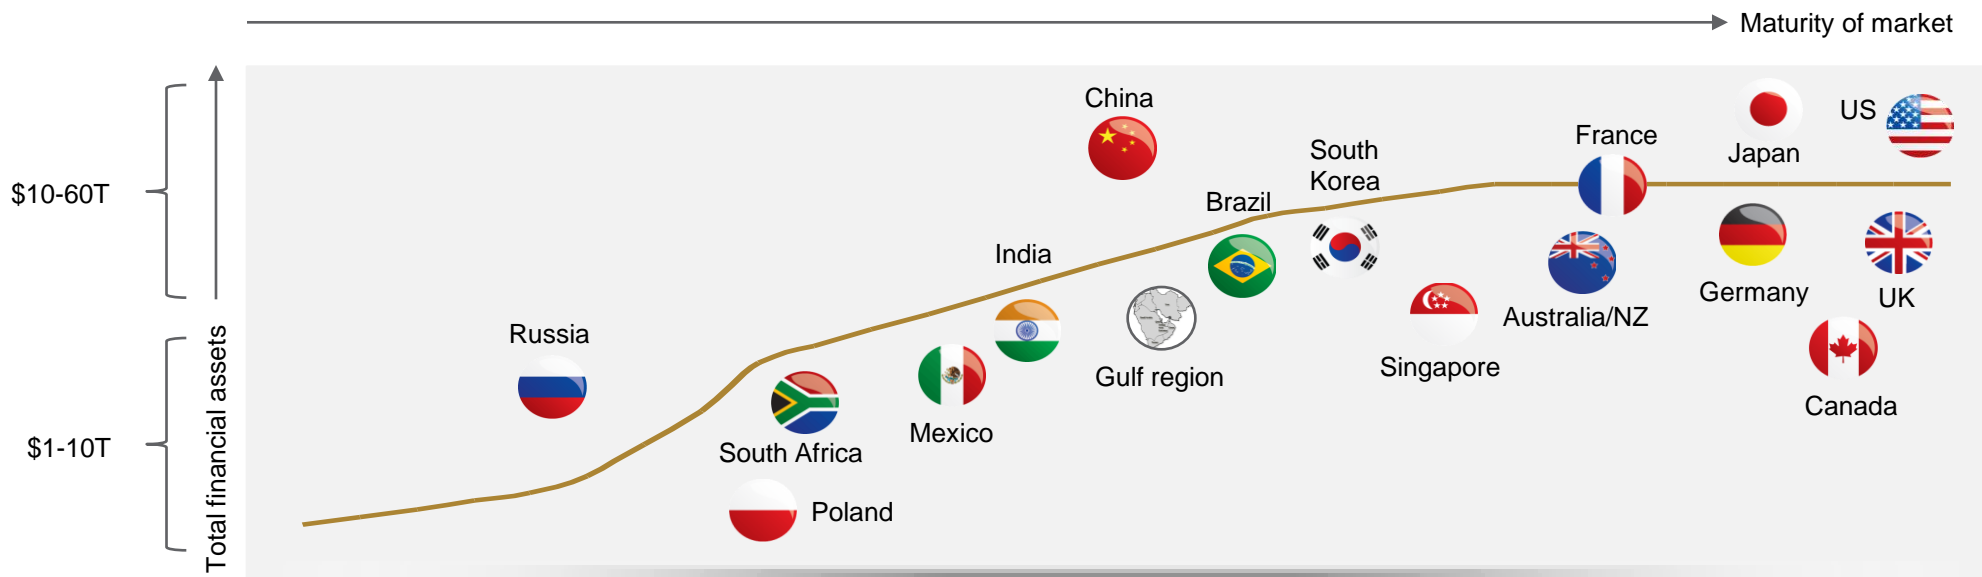 Maturity of market
China
US
France
Japan
South
Korea
$10-60T
Brazil
India
Germany
UK
Australia/NZ
Russia
Singapore
Gulf region
Canada
Mexico
$1-10T
South Africa
Poland
Total financial assets